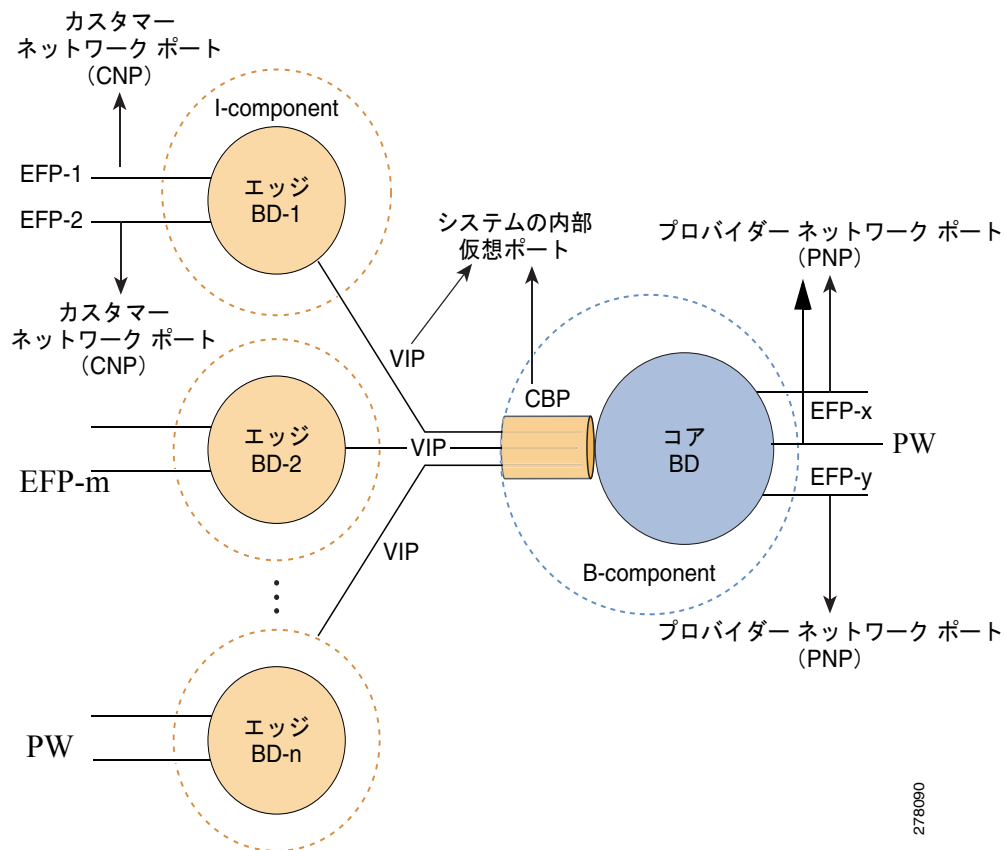 カスタマー
ネットワーク ポート
（CNP）
I-component
EFP-1
エッジ
BD-1
EFP-2
システムの内部
仮想ポート
プロバイダー ネットワーク ポート
（PNP）
カスタマー
ネットワーク ポート
（CNP）
VIP
CBP
エッジ
BD-2
VIP
コア
BD
EFP-x
PW
EFP-m
EFP-y
VIP
B-component
プロバイダー ネットワーク ポート
（PNP）
エッジ
BD-n
PW
278090